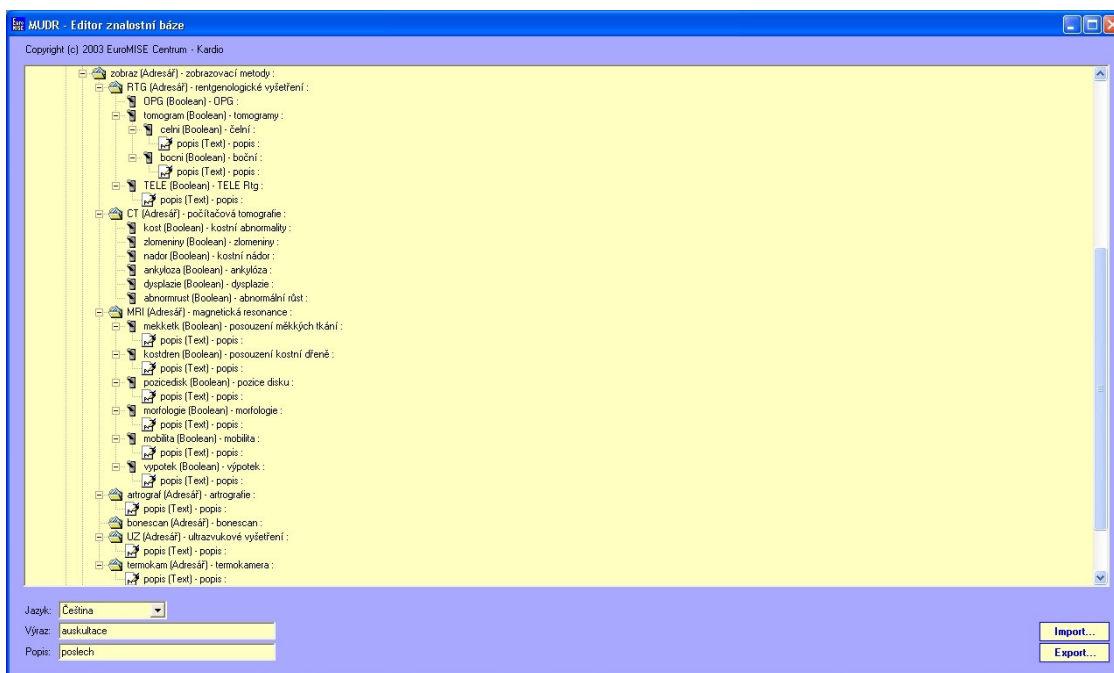 Euro MISE MUDR - Editor znalostní báze
Copyright (c) 2003 EuroMISE Centrum - Kardio
zobraz (Adresář) - zobrazovací metody :
RTG (Adresář) - rentgenologické vyšetření :
OPG (Boolean) - OPG :
tomogram (Boolean) - tomogramy :
celni (Boolean) - čelní :
popis (Text) - popis :
bocni (Boolean) - boční :
popis (Text) - popis :
TELE (Boolean) - TELE Rtg :
popis (Text) - popis :
CT (Adresář) - počítačová tomografie :
kost (Boolean) - kostní abnormality :
zlomeniny (Boolean) - zlomeniny :
nador (Boolean) - kostní nádor :
ankyloza (Boolean) - ankylóza :
dysplazie (Boolean) - dysplazie :
abnormrust (Boolean) - abnormální růst :
MRI (Adresář) - magnetická resonance :
mekketk (Boolean) - posouzení měkkých tkání :
popis (Text) - popis :
kostdren (Boolean) - posouzení kostní dřeně :
popis (Text) - popis :
pozicedisk (Boolean) - pozice disku :
popis (Text) - popis :
morfologie (Boolean) - morfologie :
popis (Text) - popis :
mobilita (Boolean) - mobilita :
popis (Text) - popis :
vypotek (Boolean) - výpotek :
popis (Text) - popis :
artrograf (Adresář) - artrografie :
popis (Text) - popis :
bonescan (Adresář) - bonescan :
UZ (Adresář) - ultrazvukové vyšetření :
popis (Text) - popis :
termokam (Adresář) - termokamera :
popis (Text) - popis :
Jazyk: Čeština
Výraz: auskultace
Popis: poslech
Import...
Export...